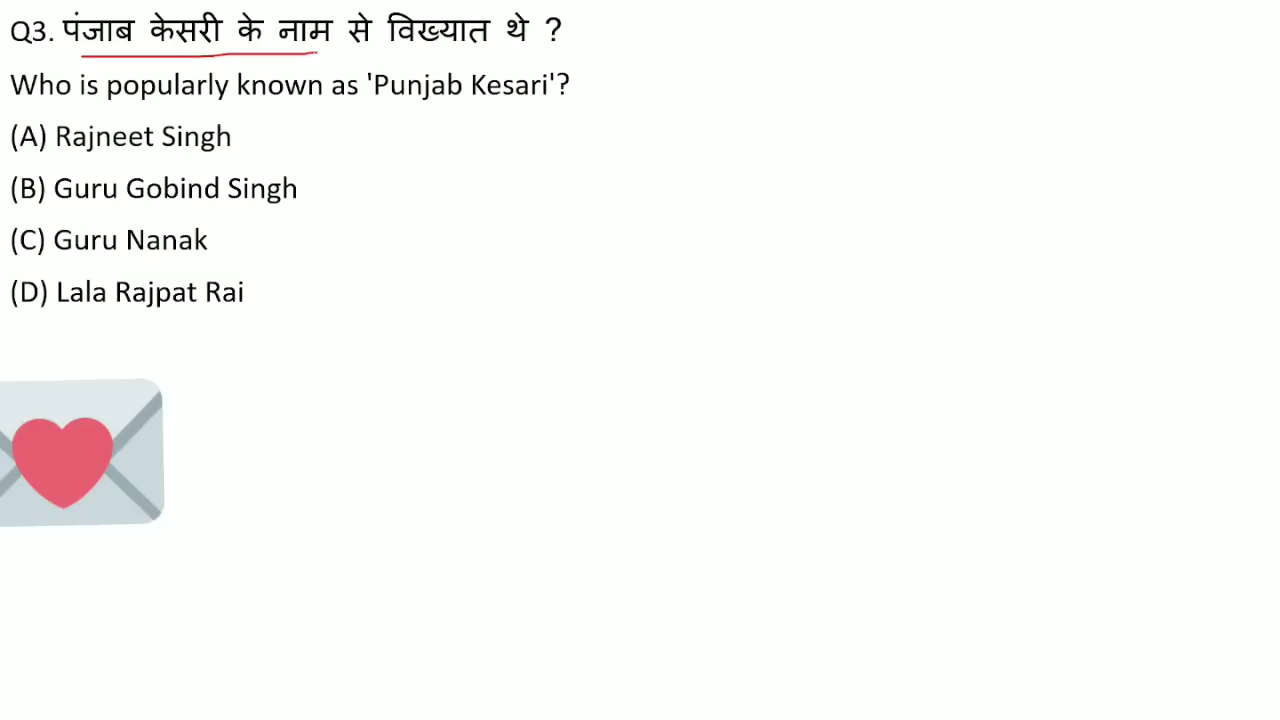 Q3. पंजाब केसरी के नाम से विख्यात थे ?
Who is popularly known as 'Punjab Kesari'?
(A) Rajneet Singh
(B) Guru Gobind Singh
(C) Guru Nanak
(D) Lala Rajpat Rai